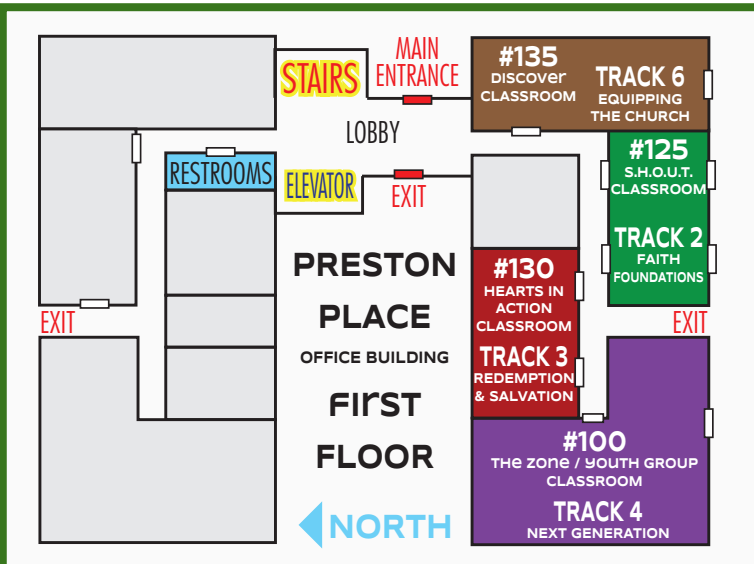 STAIRS
MAIN
ENTRANCE
LOBBY
RESTROOMS
ELEVATOR
EXIT
EXIT
PRESTON
PLACE
OFFICE BUILDING
FIrST
FLOOR
NORTH
#135
DISCOVer
CLASSROOM
TRACK 6
EQUIPPING
THE CHURCH
#125
S.H.O.U.T.
CLASSROOM
TRACK 2
FAITH
FOUNDATIONS
#130
HEARTS IN
ACTION
CLASSROOM
TRACK 3
REDEMPTION
& SALVATION
EXIT
#100
THe ZONe / YOUTH GROUP
CLASSROOM
TRACK 4
NEXT GENERATION